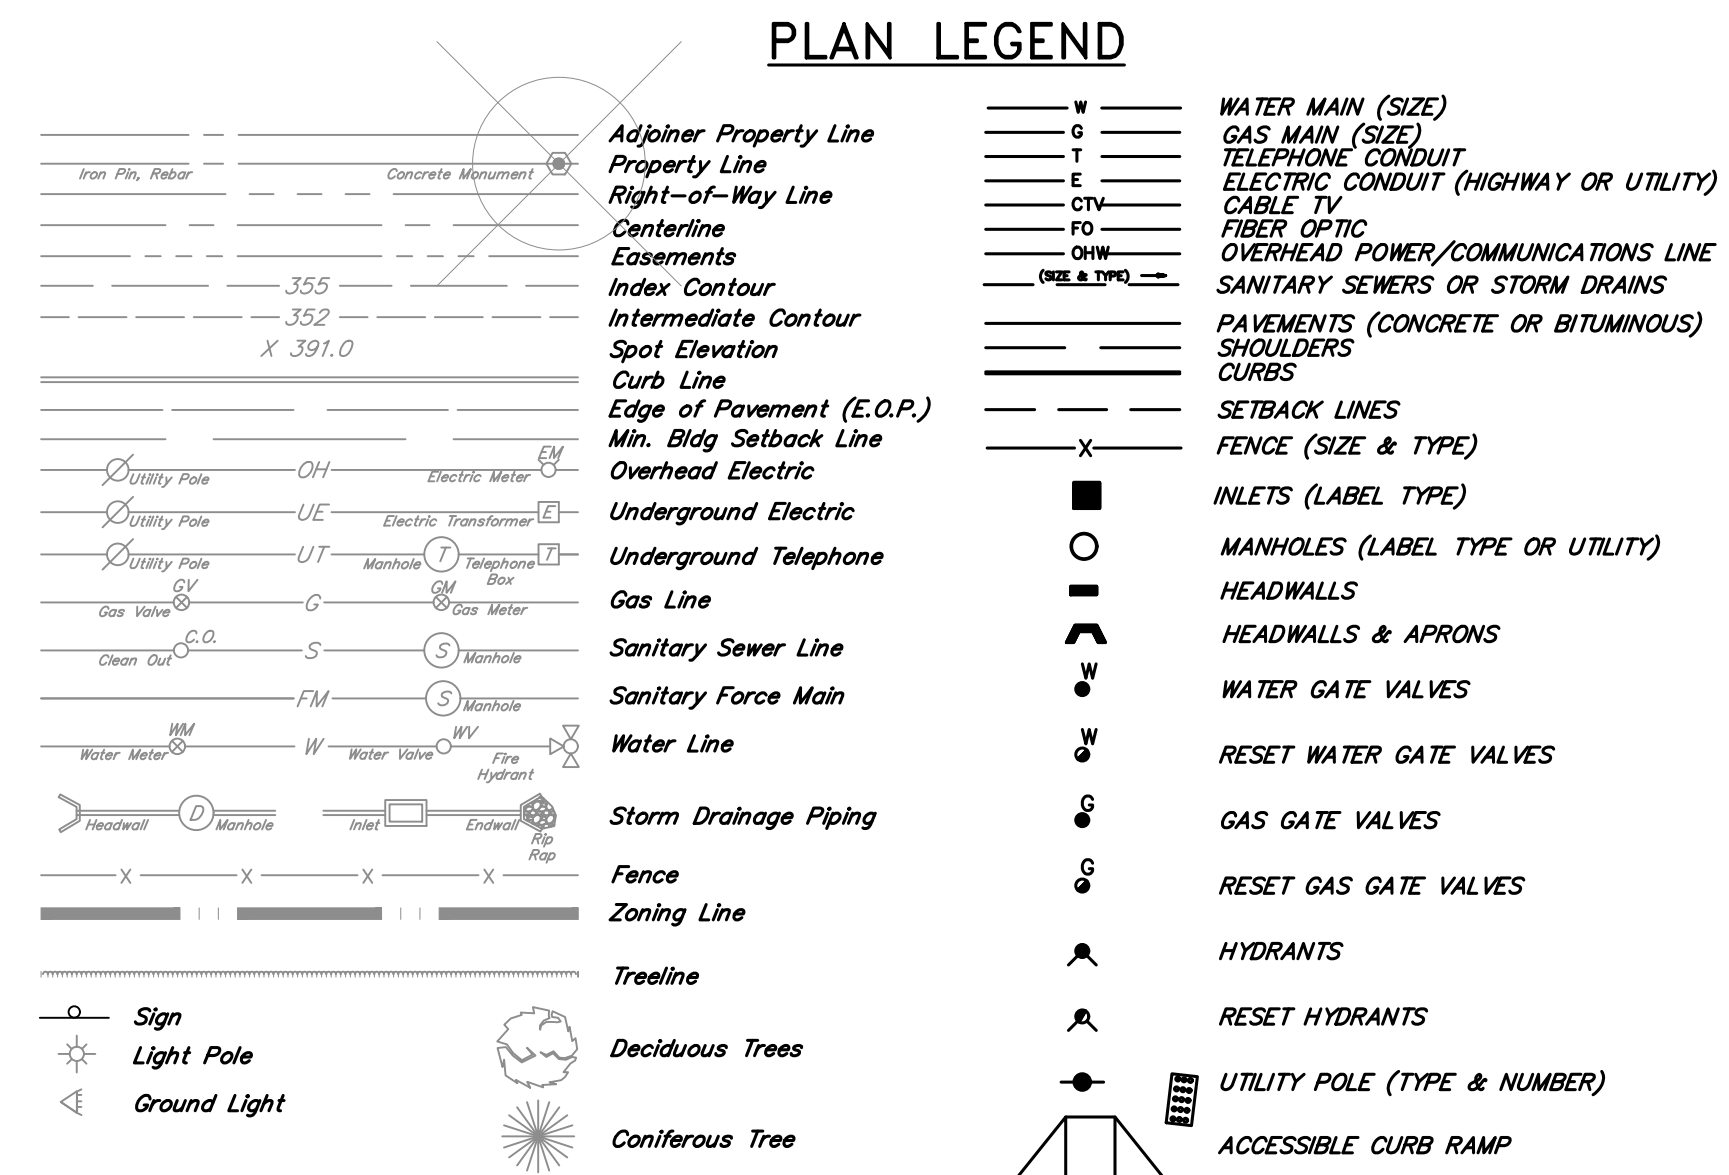 PLAN LEGEND
Adjoiner Property Line
Iron Pin, Rebar
Concrete Monument
Property Line
Right-of-Way Line
Centerline
Easements
355
Index Contour
352
Intermediate Contour
X 391.0
Spot Elevation
Curb Line
Edge of Pavement (E.O.P.)
Min. Bldg Setback Line
Utility Pole
OH
Electric Meter
EM
Overhead Electric
Utility Pole
UE
Electric Transformer
E
Underground Electric
Utility Pole
UT
Manhole
T
Telephone
Box
T
Underground Telephone
GV
Gas Valve
G
GM
Gas Meter
Gas Line
C.O.
Clean Out
S
S
Manhole
Sanitary Sewer Line
FM
S
Manhole
Sanitary Force Main
WM
Water Meter
W
Water Valve
WV
Fire
Hydrant
Water Line
Headwall
D
Manhole
Inlet
Endwall
Rip
Rap
Storm Drainage Piping
X X X X
Fence
Zoning Line
Treeline
Sign
Light Pole
Ground Light
Deciduous Trees
Coniferous Tree
W WATER MAIN (SIZE)
G GAS MAIN (SIZE)
T TELEPHONE CONDUIT
E ELECTRIC CONDUIT (HIGHWAY OR UTILITY)
CTV CABLE TV
FO FIBER OPTIC
OHW OVERHEAD POWER/COMMUNICATIONS LINE
(SIZE & TYPE)
SANITARY SEWERS OR STORM DRAINS
PAVEMENTS (CONCRETE OR BITUMINOUS)
SHOULDERS
CURBS
SETBACK LINES
X FENCE (SIZE & TYPE)
INLETS (LABEL TYPE)
MANHOLES (LABEL TYPE OR UTILITY)
HEADWALLS
HEADWALLS & APRONS
W
WATER GATE VALVES
W
RESET WATER GATE VALVES
G
GAS GATE VALVES
G
RESET GAS GATE VALVES
HYDRANTS
RESET HYDRANTS
UTILITY POLE (TYPE & NUMBER)
ACCESSIBLE CURB RAMP